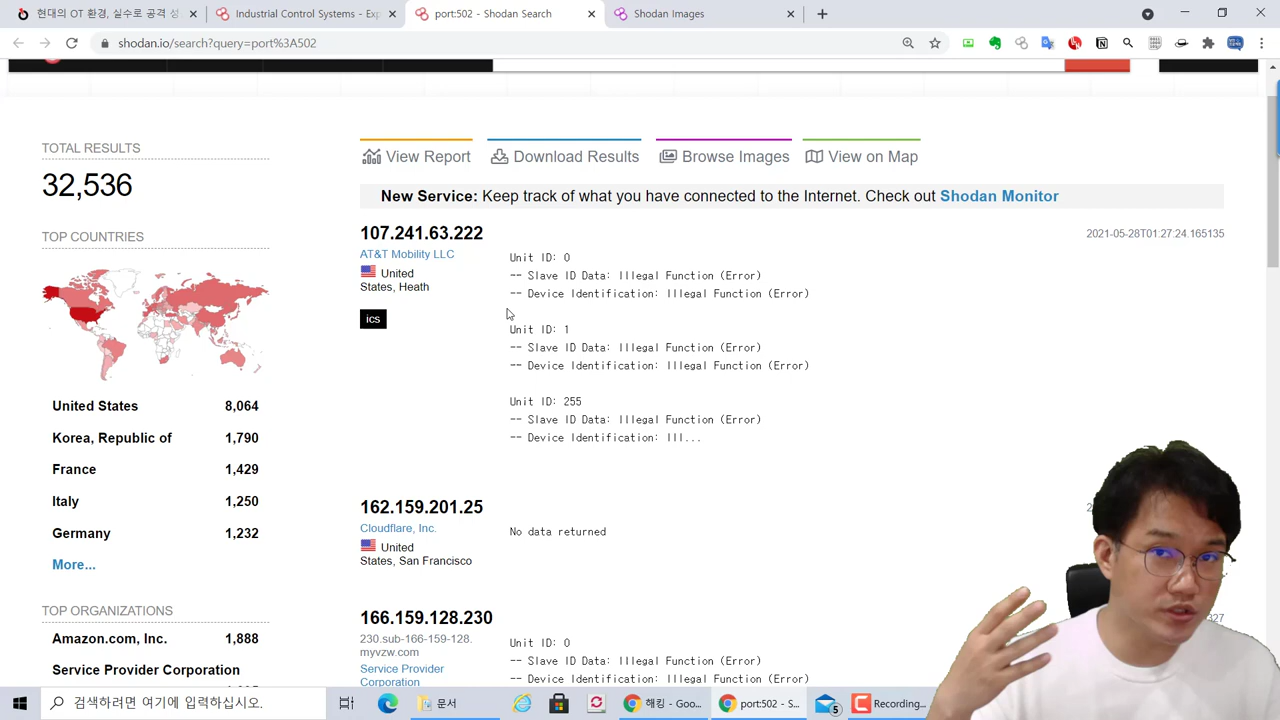 현대의 OT 환경, 실수로 공격 성
Industrial Control Systems - Exp
port:502 - Shodan Search
Shodan Images
shodan.io/search?query=port%3A502
TOTAL RESULTS
32,536
TOP COUNTRIES
United States 8,064
Korea, Republic of 1,790
France 1,429
Italy 1,250
Germany 1,232
More...
TOP ORGANIZATIONS
Amazon.com, Inc. 1,888
Service Provider Corporation
View Report
Download Results
Browse Images
View on Map
New Service: Keep track of what you have connected to the Internet. Check out Shodan Monitor
107.241.63.222
2021-05-28T01:27:24.165135
AT&T Mobility LLC
United
States, Heath
ics
Unit ID: 0
-- Slave ID Data: Illegal Function (Error)
-- Device Identification: Illegal Function (Error)
Unit ID: 1
-- Slave ID Data: Illegal Function (Error)
-- Device Identification: Illegal Function (Error)
Unit ID: 255
-- Slave ID Data: Illegal Function (Error)
-- Device Identification: Ill...
162.159.201.25
Cloudflare, Inc.
United
States, San Francisco
No data returned
166.159.128.230
230.sub-166-159-128.
myvzw.com
Service Provider
Corporation
Unit ID: 0
-- Slave ID Data: Illegal Function (Error)
-- Device Identification: Illegal Function (Error)
327
검색하려면 여기에 입력하십시오.
문서
해킹 - Goo...
port:502 - S...
5
Recording...